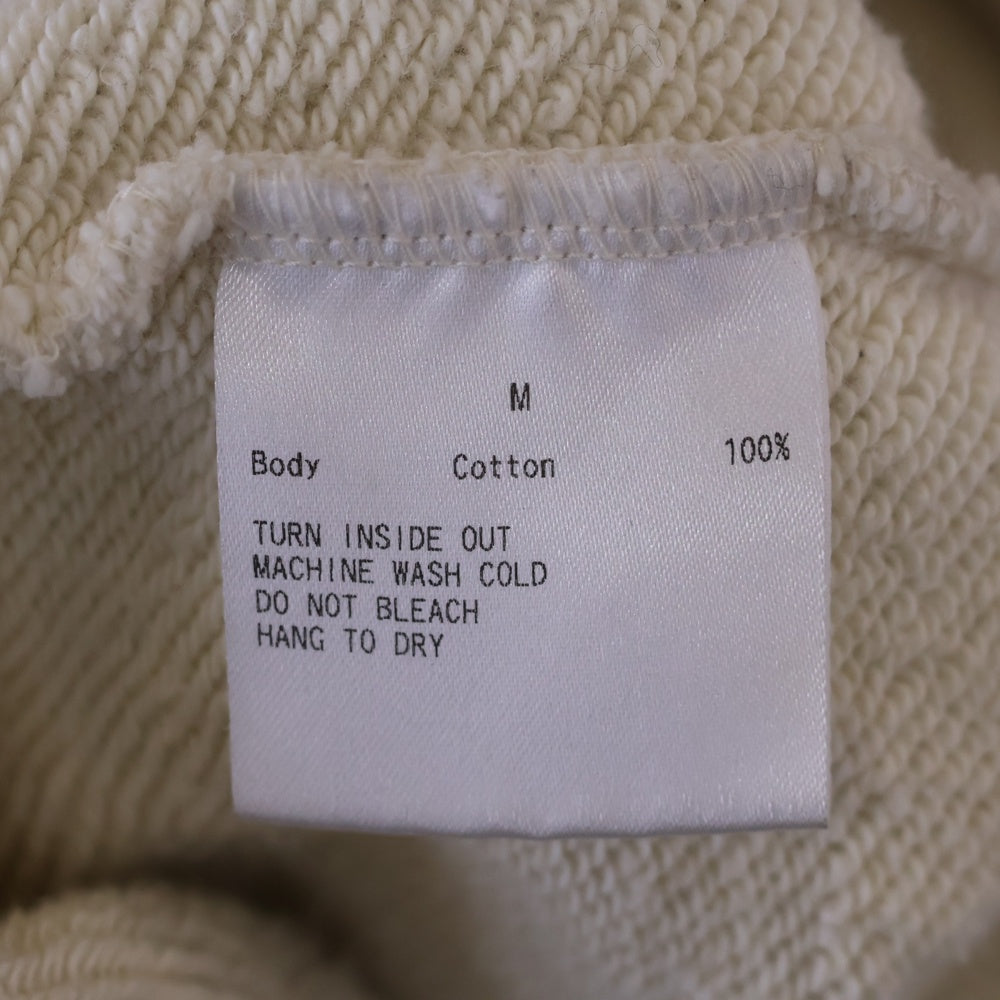 M
Body Cotton 100%
TURN INSIDE OUT
MACHINE WASH COLD
DO NOT BLEACH
HANG TO DRY